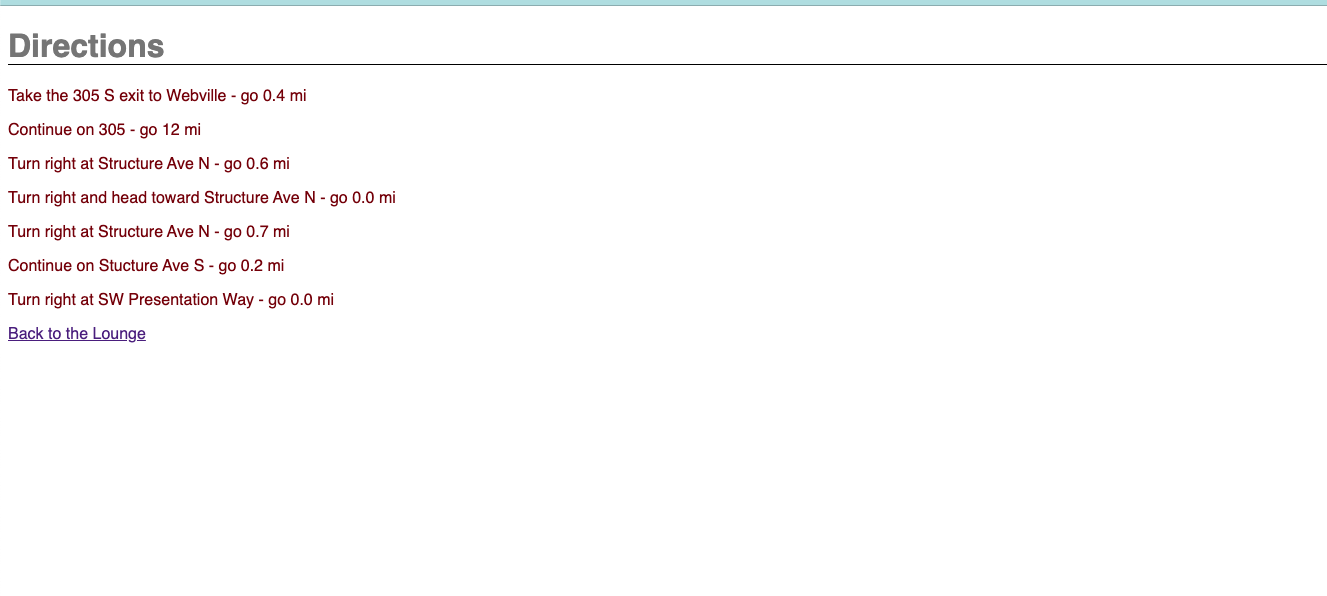 Directions
Take the 305 S exit to Webville - go 0.4 mi
Continue on 305 - go 12 mi
Turn right at Structure Ave N - go 0.6 mi
Turn right and head toward Structure Ave N - go 0.0 mi
Turn right at Structure Ave N - go 0.7 mi
Continue on Stucture Ave S - go 0.2 mi
Turn right at SW Presentation Way - go 0.0 mi
Back to the Lounge